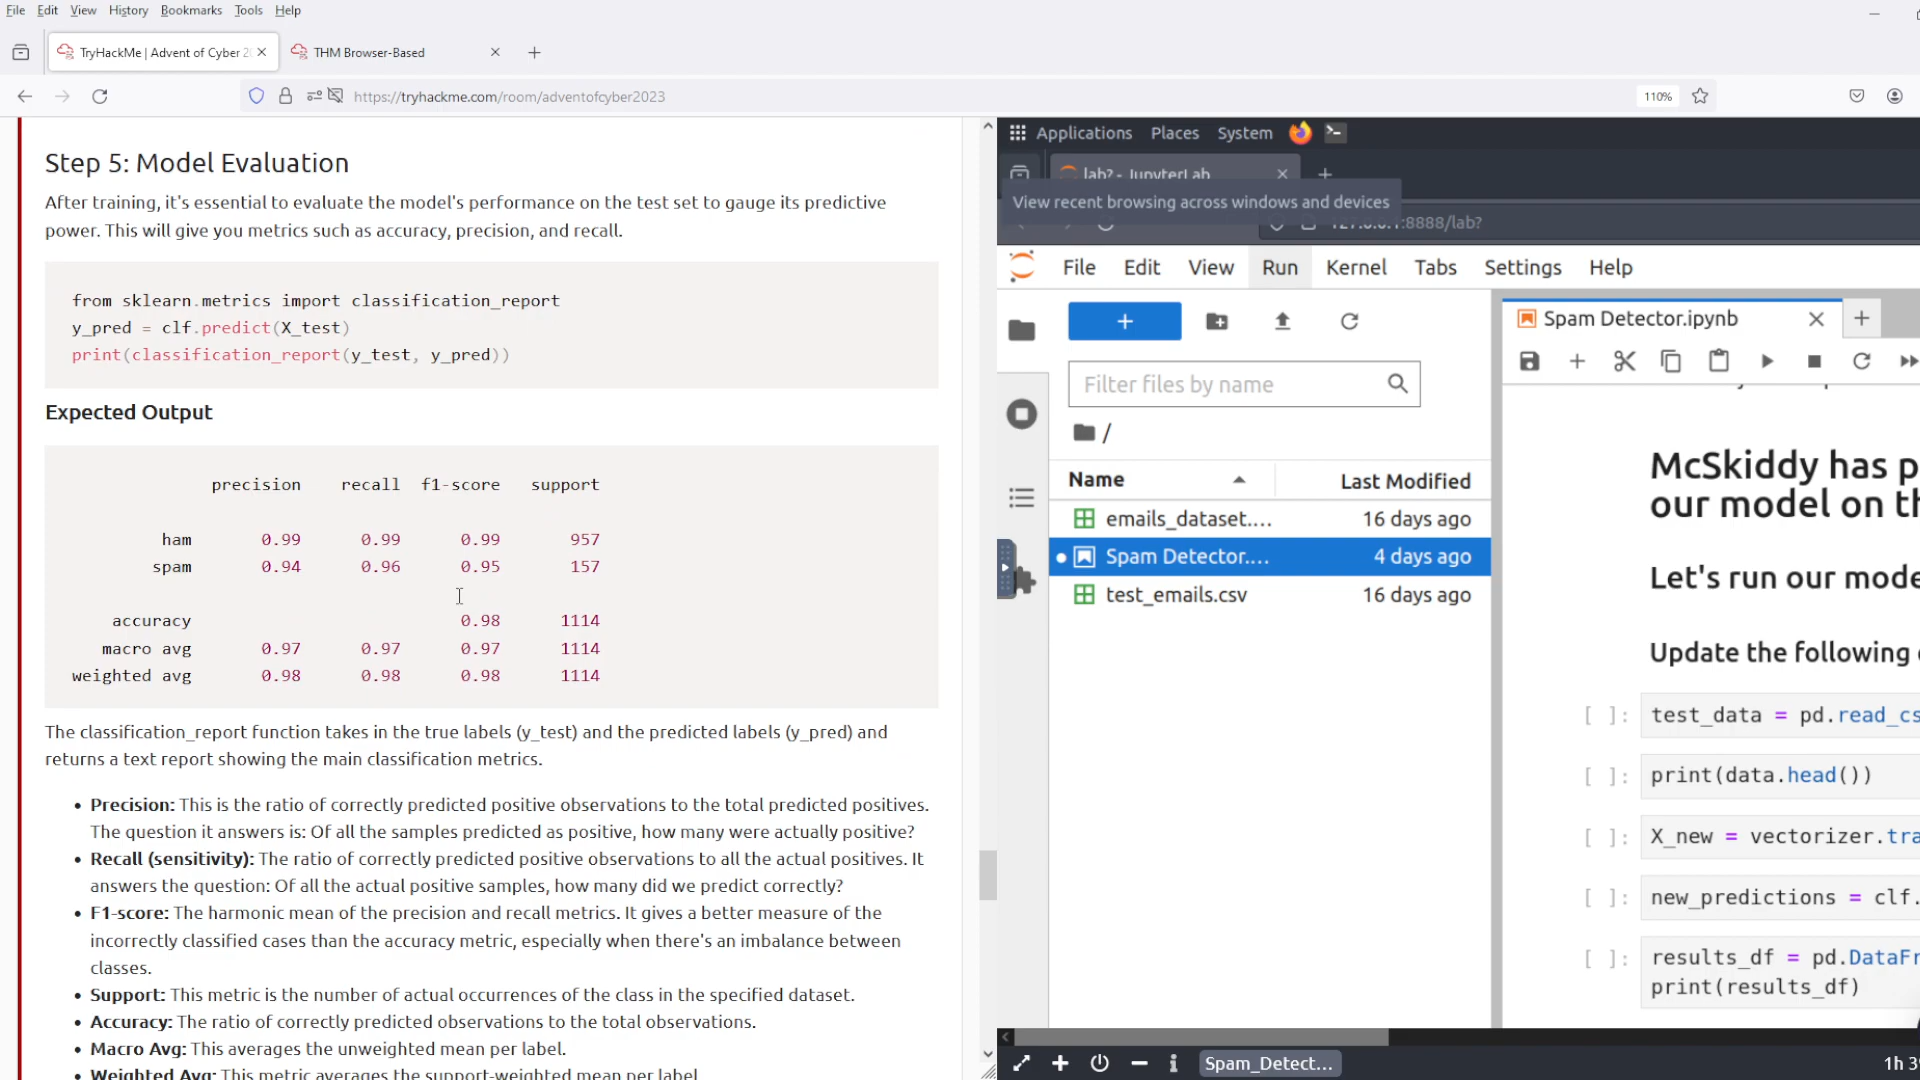 File Edit View History Bookmarks Tools Help
TryHackMe | Advent of Cyber 2
THM Browser-Based
https://tryhackme.com/room/adventofcyber2023
110%
Step 5: Model Evaluation
After training, it's essential to evaluate the model's performance on the test set to gauge its predictive
power. This will give you metrics such as accuracy, precision, and recall.
from sklearn.metrics import classification_report
y_pred = clf.predict(X_test)
print(classification_report(y_test, y_pred))
Expected Output
precision recall f1-score support
ham 0.99 0.99 0.99 957
spam 0.94 0.96 0.95 157
accuracy 0.98 1114
macro avg 0.97 0.97 0.97 1114
weighted avg 0.98 0.98 0.98 1114
The classification_report function takes in the true labels (y_test) and the predicted labels (y_pred) and
returns a text report showing the main classification metrics.
• Precision: This is the ratio of correctly predicted positive observations to the total predicted positives.
The question it answers is: Of all the samples predicted as positive, how many were actually positive?
• Recall (sensitivity): The ratio of correctly predicted positive observations to all the actual positives. It
answers the question: Of all the actual positive samples, how many did we predict correctly?
• F1-score: The harmonic mean of the precision and recall metrics. It gives a better measure of the
incorrectly classified cases than the accuracy metric, especially when there's an imbalance between
classes.
• Support: This metric is the number of actual occurrences of the class in the specified dataset.
• Accuracy: The ratio of correctly predicted observations to the total observations.
• Macro Avg: This averages the unweighted mean per label.
• Weighted Avg: This metric averages the support-weighted mean per label
Applications Places System
lab? - JupyterLab
View recent browsing across windows and devices
127.0.0.1:8888/lab?
File Edit View Run Kernel Tabs Settings Help
Filter files by name
/
Name Last Modified
emails_dataset.... 16 days ago
Spam Detector.... 4 days ago
test_emails.csv 16 days ago
Spam Detector.ipynb
McSkiddy has p
our model on th
Let's run our mode
Update the following
[ ]: test_data = pd.read_cs
[ ]: print(data.head())
[ ]: X_new = vectorizer.tra
[ ]: new_predictions = clf.
[ ]: results_df = pd.DataFr
print(results_df)
Spam_Detect...
1h 3